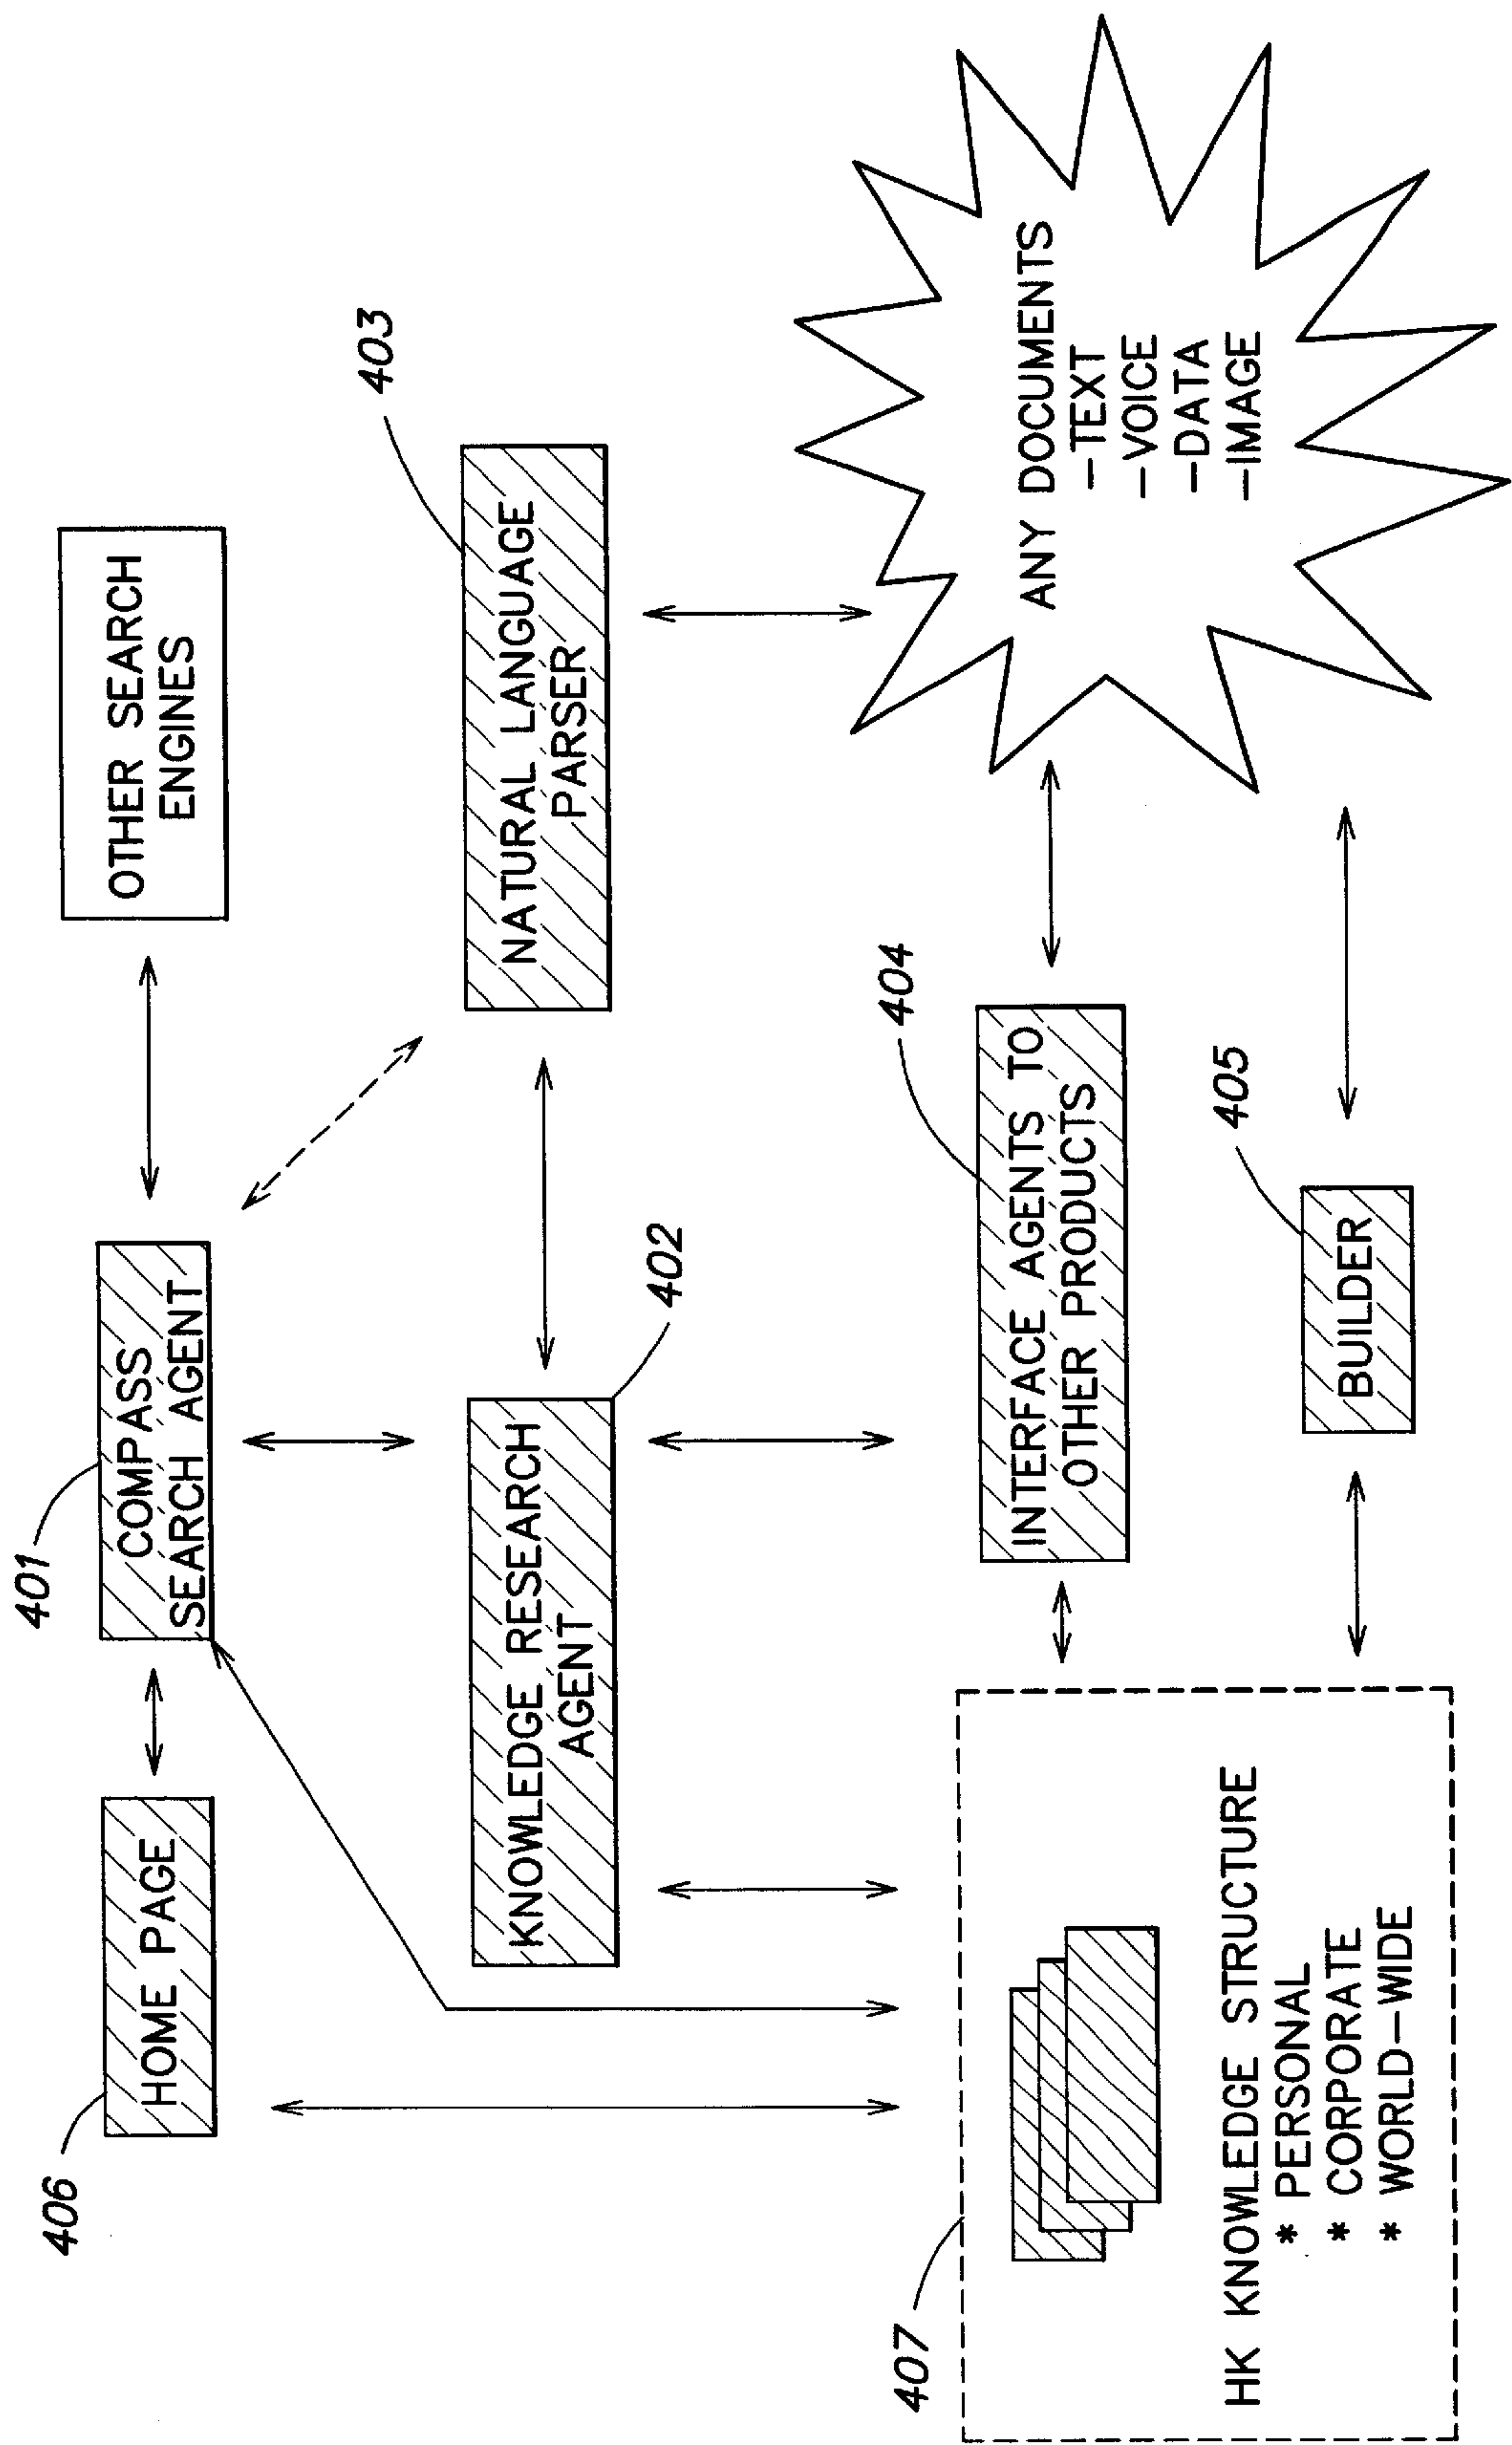 406
HOME PAGE
401
COMPASS
SEARCH AGENT
OTHER SEARCH
ENGINES
KNOWLEDGE RESEARCH
AGENT
402
403
NATURAL LANGUAGE
PARSER
407
HK KNOWLEDGE STRUCTURE
* PERSONAL
* CORPORATE
* WORLD-WIDE
404
INTERFACE AGENTS TO
OTHER PRODUCTS
405
BUILDER
ANY DOCUMENTS
-TEXT
-VOICE
-DATA
-IMAGE